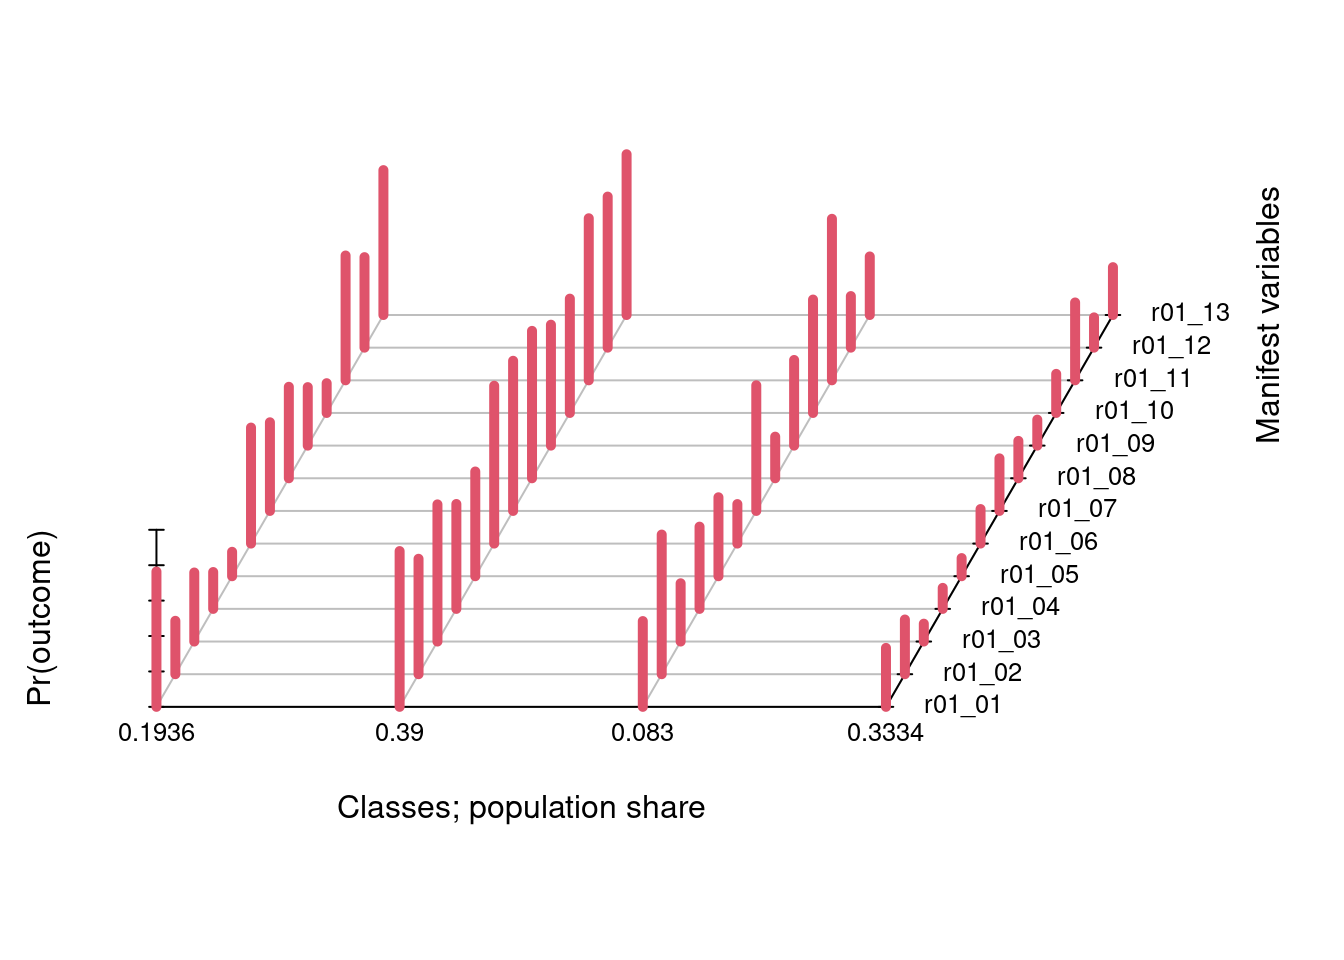 Manifest variables
r01_13
r01_12
r01_11
r01_10
r01_09
r01_08
r01_07
r01_06
r01_05
r01_04
r01_03
r01_02
r01_01
Pr(outcome)
0.1936
0.39
0.083
0.3334
Classes; population share